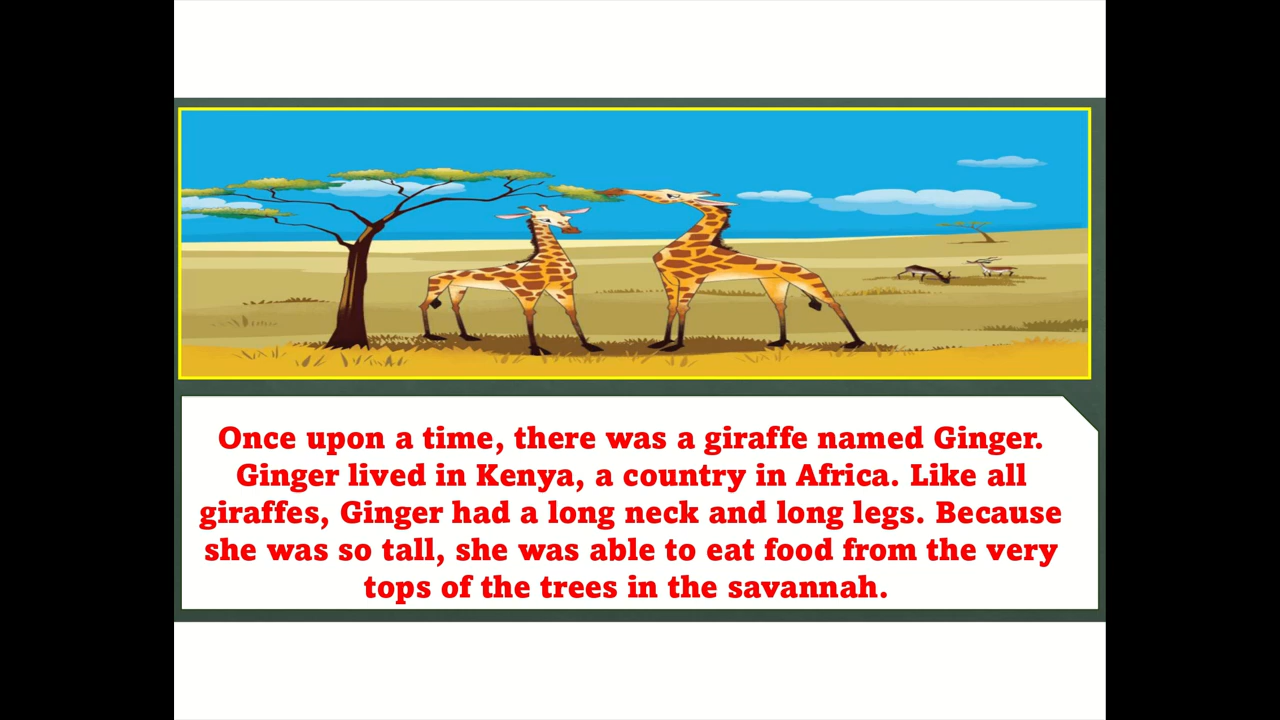 Once upon a time, there was a giraffe named Ginger.
Ginger lived in Kenya, a country in Africa. Like all
giraffes, Ginger had a long neck and long legs. Because
she was so tall, she was able to eat food from the very
tops of the trees in the savannah.